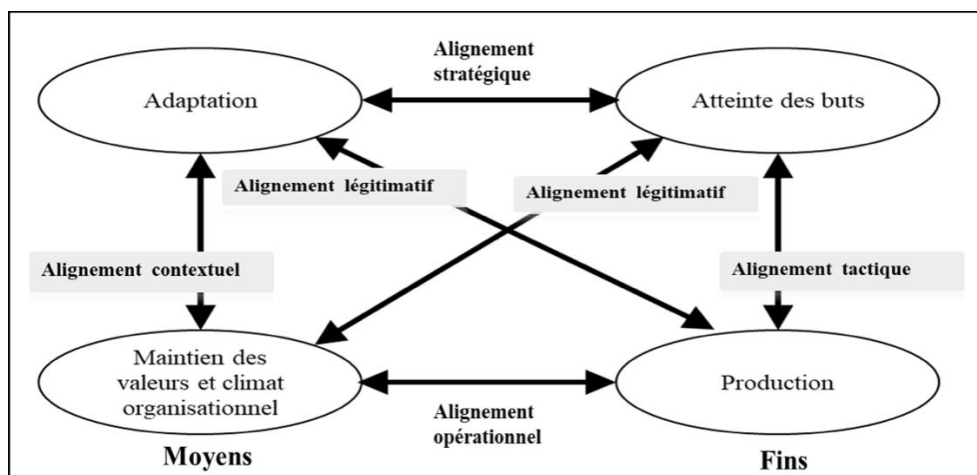 Alignement
stratégique
Adaptation
Atteinte des buts
Alignement légitimatif
Alignement légitimatif
Alignement contextuel
Alignement tactique
Maintien des
valeurs et climat
organisationnel
Production
Alignement
opérationnel
Moyens
Fins